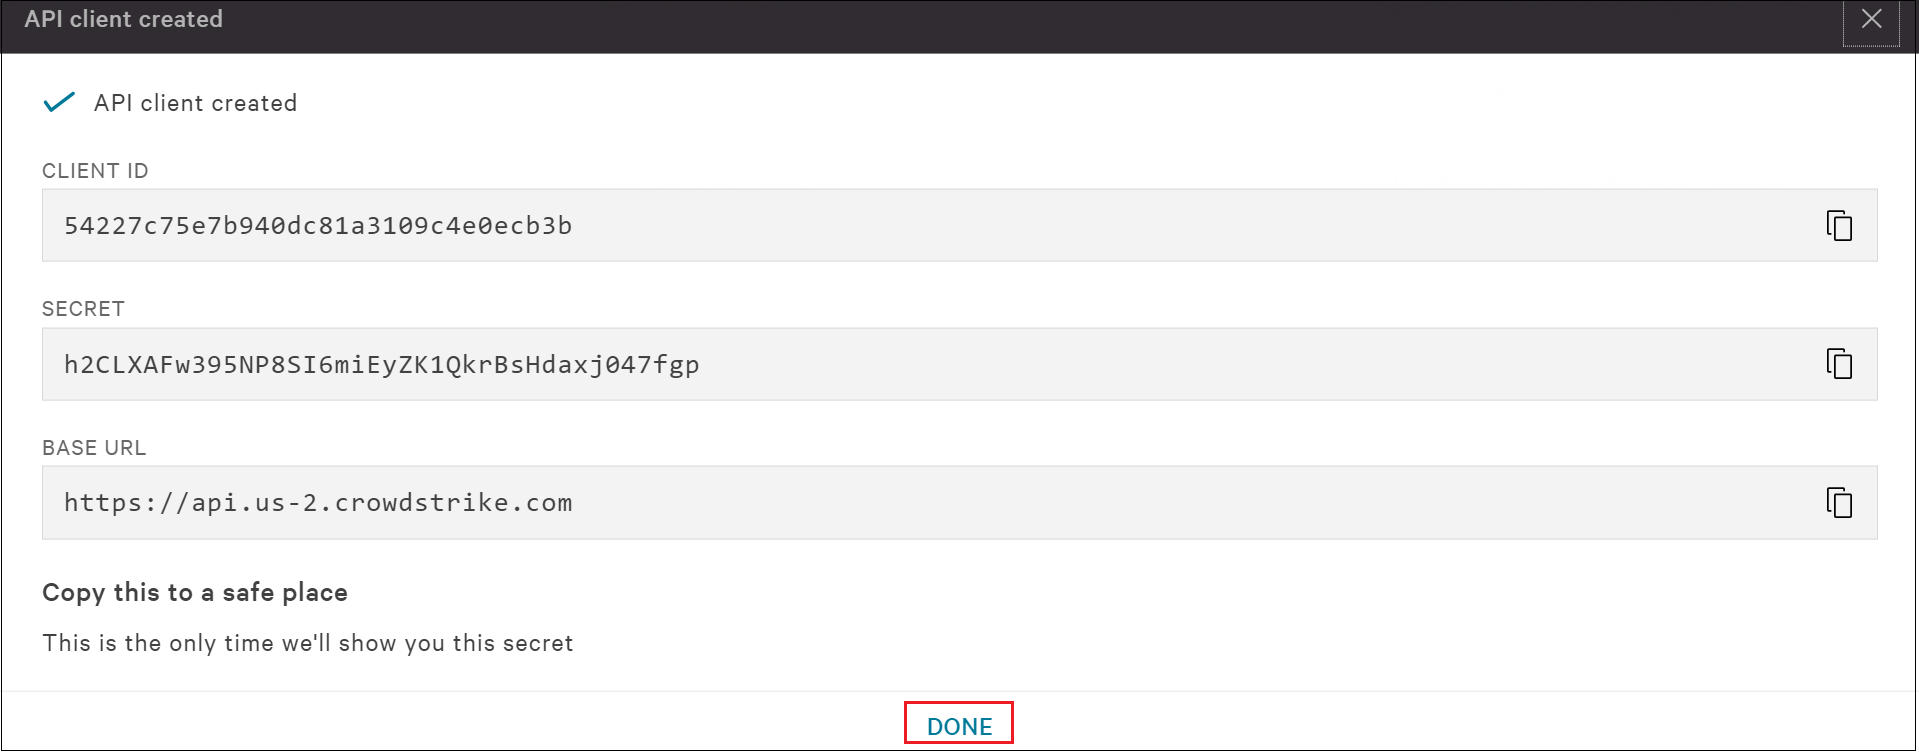 API client created
API client created
CLIENT ID
54227c75e7b940dc81a3109c4e0ecb3b
SECRET
h2CLXAFw395NP8SI6miEyZK1QkrBsHdaxj047fgp
BASE URL
https://api.us-2.crowdstrike.com
Copy this to a safe place
This is the only time we'll show you this secret
DONE